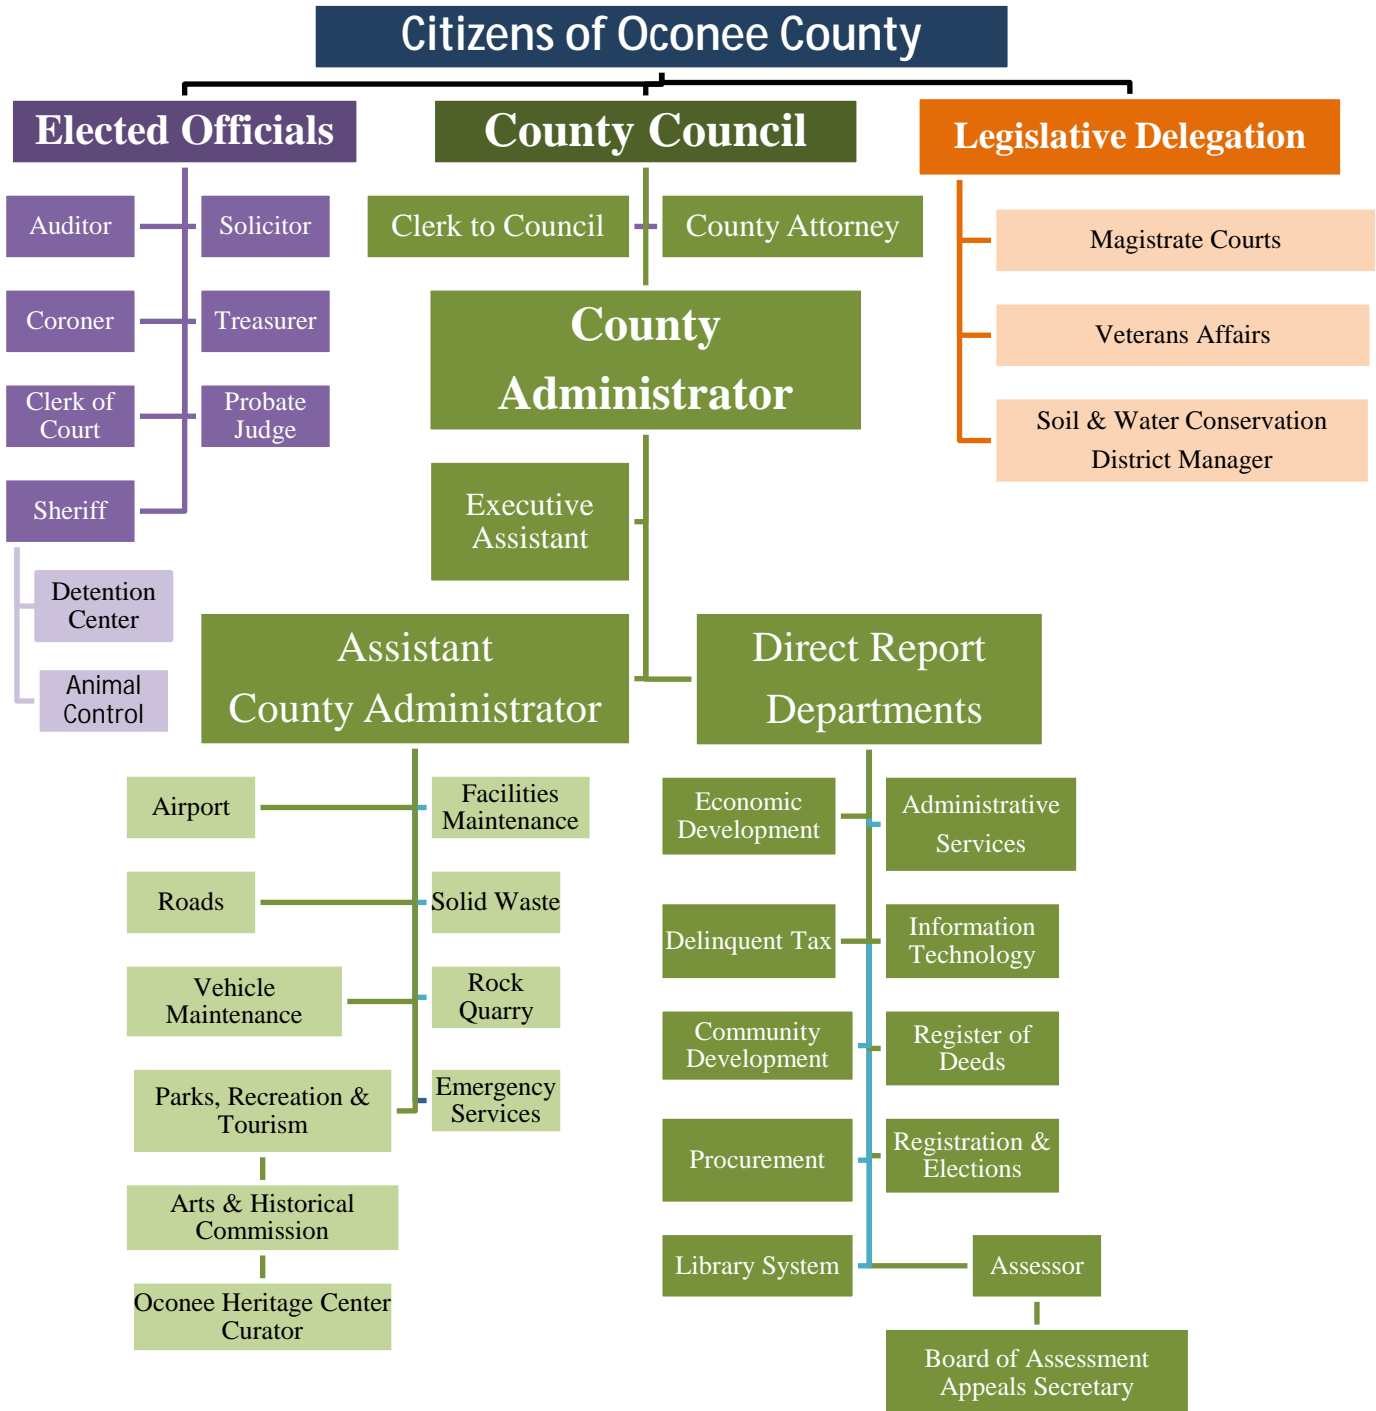 Citizens of Oconee County
Elected Officials
County Council
Legislative Delegation
Auditor
Solicitor
Coroner
Treasurer
Clerk of
Court
Probate
Judge
Sheriff
Detention
Center
Animal
Control
Clerk to Council
County Attorney
County
Administrator
Executive
Assistant
Magistrate Courts
Veterans Affairs
Soil & Water Conservation
District Manager
Assistant
County Administrator
Direct Report
Departments
Airport
Facilities
Maintenance
Roads
Solid Waste
Vehicle
Maintenance
Rock
Quarry
Parks, Recreation &
Tourism
Emergency
Services
Arts & Historical
Commission
Oconee Heritage Center
Curator
Economic
Development
Administrative
Services
Delinquent Tax
Information
Technology
Community
Development
Register of
Deeds
Procurement
Registration &
Elections
Library System
Assessor
Board of Assessment
Appeals Secretary